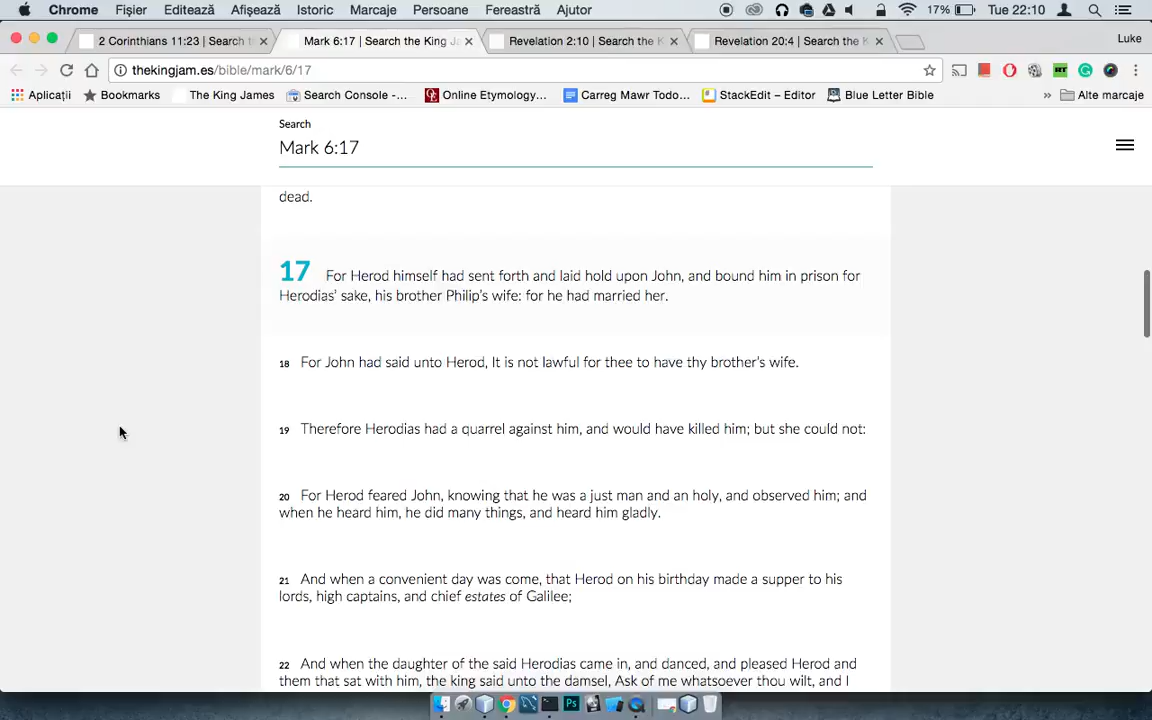 Chrome Fișier Editează Afișează Istoric Marcaje Persoane Fereastră Ajutor 17% Tue 22:10
2 Corinthians 11:23 | Search t
Mark 6:17 | Search the King J
Revelation 2:10 | Search the K
Revelation 20:4 | Search the K
Luke
thekingjam.es/bible/mark/6/17
Aplicații Bookmarks The King James Search Console -... Online Etymology... Carreg Mawr Todo... StackEdit – Editor Blue Letter Bible » Alte marcaje
Search
Mark 6:17
dead.
17 For Herod himself had sent forth and laid hold upon John, and bound him in prison for
Herodias' sake, his brother Philip's wife: for he had married her.
18 For John had said unto Herod, It is not lawful for thee to have thy brother's wife.
19 Therefore Herodias had a quarrel against him, and would have killed him; but she could not:
20 For Herod feared John, knowing that he was a just man and an holy, and observed him; and
when he heard him, he did many things, and heard him gladly.
21 And when a convenient day was come, that Herod on his birthday made a supper to his
lords, high captains, and chief estates of Galilee;
22 And when the daughter of the said Herodias came in, and danced, and pleased Herod and
them that sat with him, the king said unto the damsel, Ask of me whatsoever thou wilt, and I
Ps